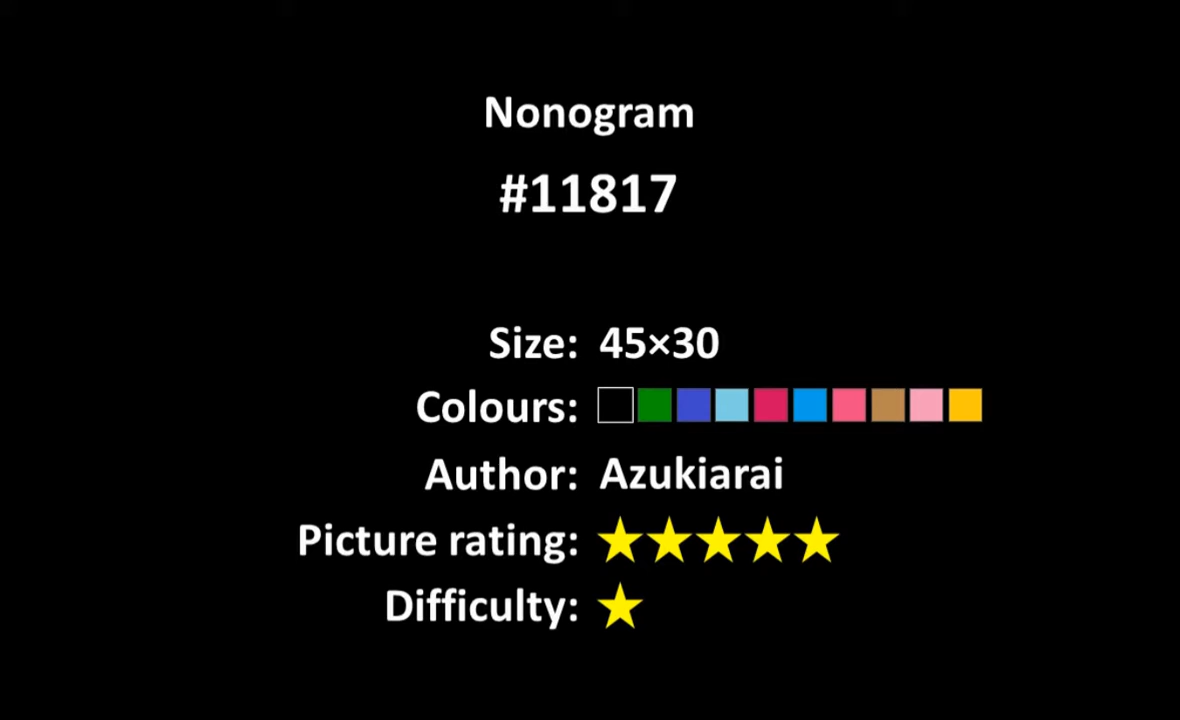 Nonogram
#11817
Size: 45×30
Colours:
Author: Azukiarai
Picture rating:
Difficulty: